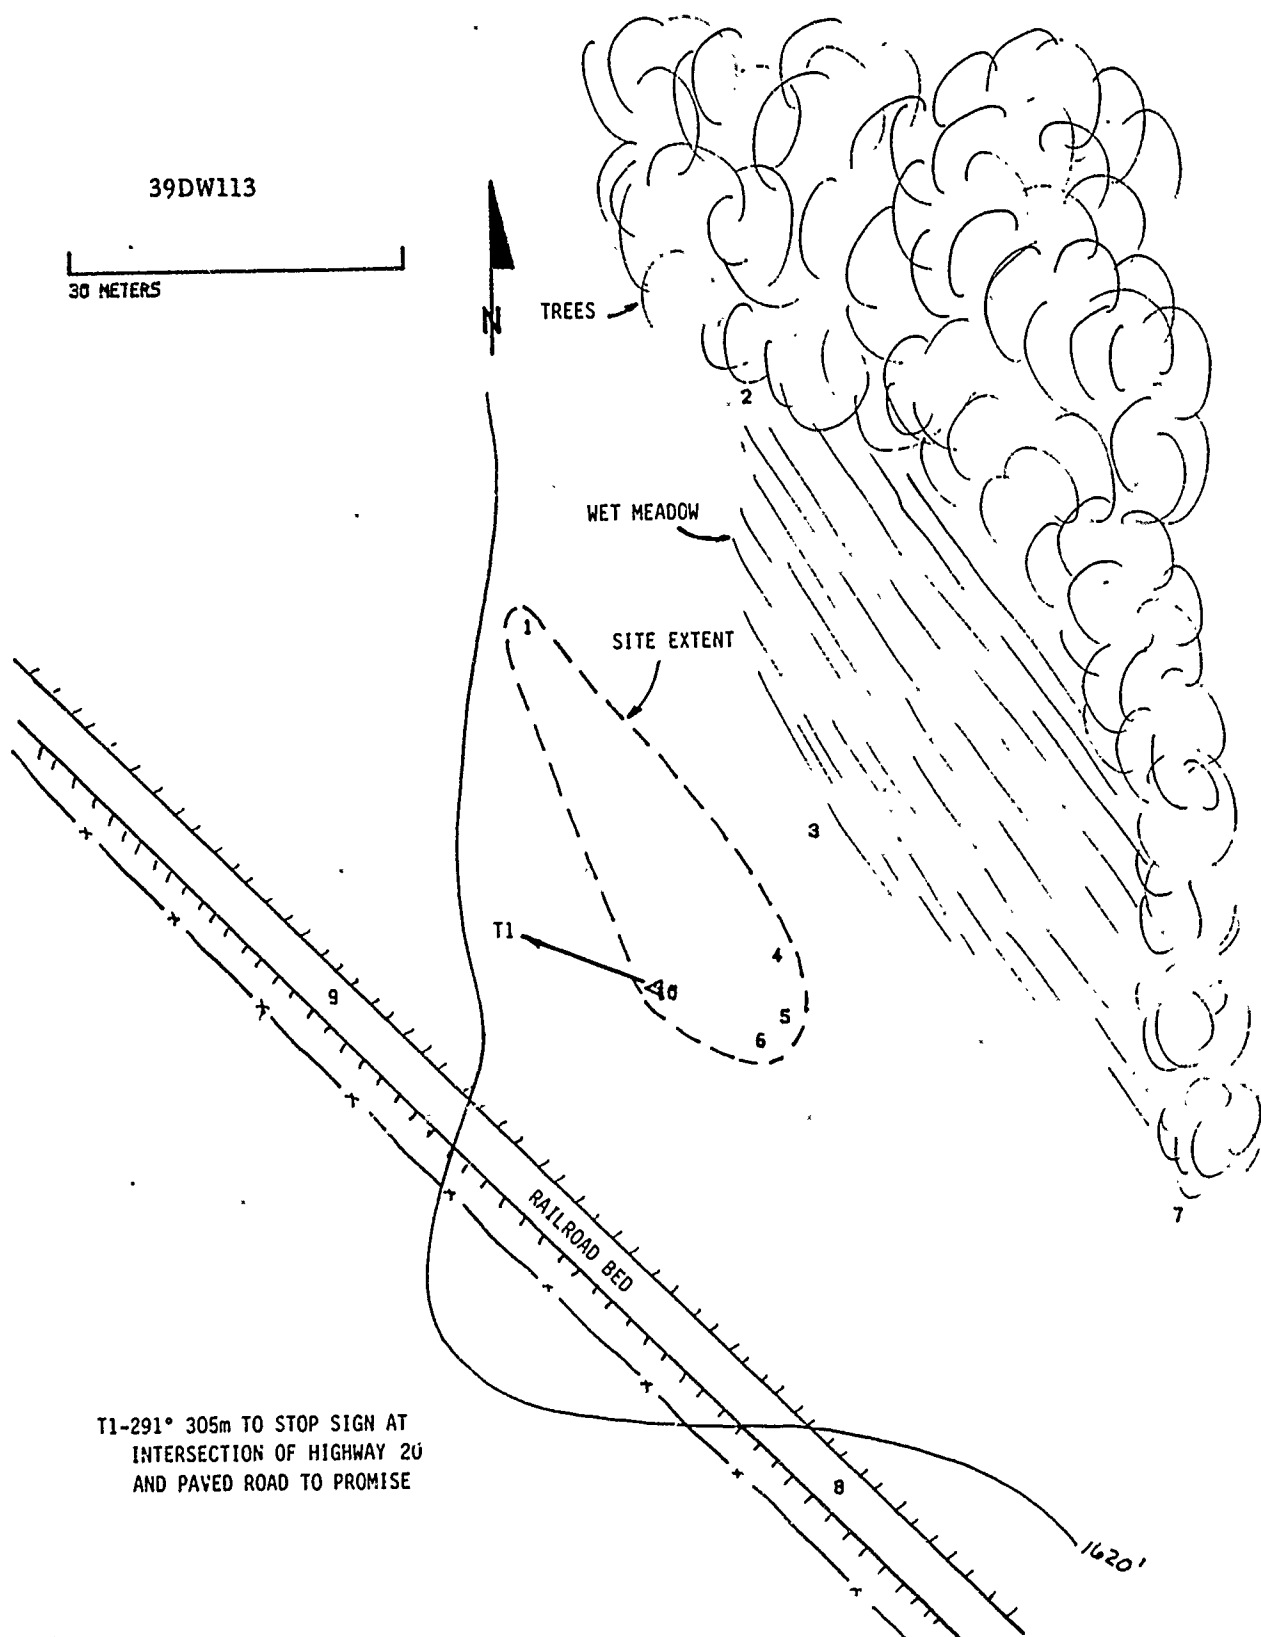 39DW113
30 METERS
N
TREES
2
WET MEADOW
1
SITE EXTENT
3
T1
4
10
9
5
6
7
RAILROAD BED
T1-291° 305m TO STOP SIGN AT
INTERSECTION OF HIGHWAY 20
AND PAVED ROAD TO PROMISE
8
1620'